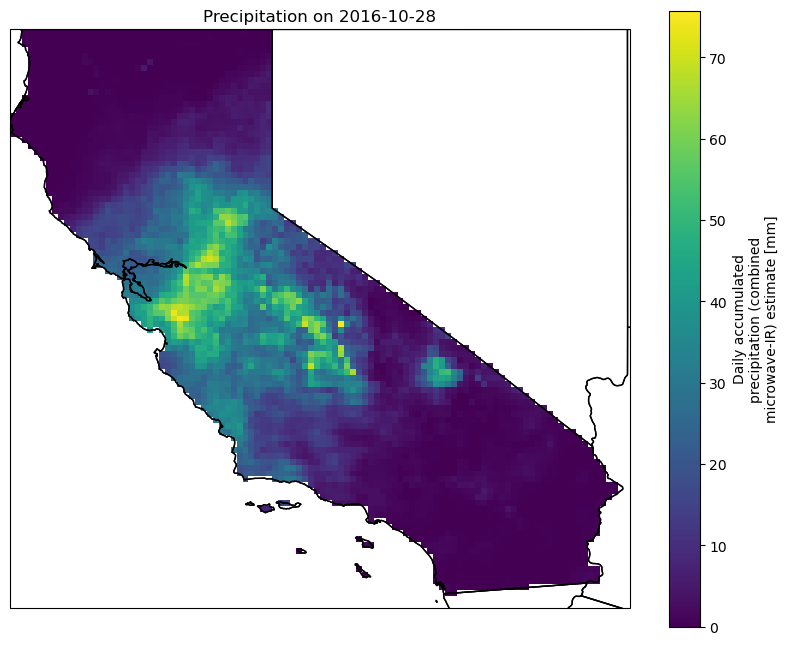 Precipitation on 2016-10-28
70
60
50
40
30
20
10
0
Daily accumulated
precipitation (combined
microwave-IR) estimate [mm]